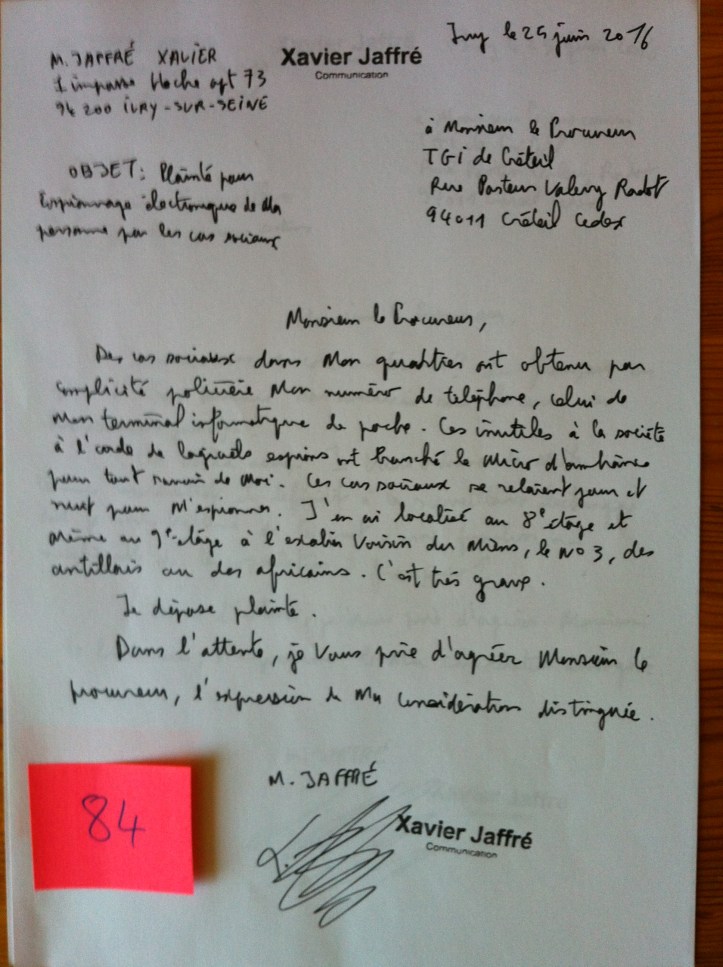 Ivry le 25 juin 2016
Xavier Jaffré
Communication
M. JAFFRÉ XAVIER
1 impasse Hoche apt 73
94 200 IVRY-SUR-SEINE
à Monsieur le Procureur
TGI de Créteil
Rue Pasteur Valery Radot
94011 Créteil Cedex
OBJET: Plainte pour
Espionnage électronique de Ma
personne par les cas sociaux
Monsieur le Procureur,
Des cas sociaux dans Mon quartier ont obtenu par
complicité policière Mon numéro de téléphone, celui de
Mon terminal informatique de poche. Ces inutiles à la société
à l'aide de logiciels espions ont branché le Micro d'ambiance
pour tout savoir de Moi. Ces cas sociaux se relaient jour et
nuit pour M'espionner. J'en ai localisé au 8e étage et
même au 9e étage à l'escalier Voisin du Mien, le No 3, des
antillais ou des africains. C'est très grave.
Je dépose plainte.
Dans l'attente, je Vous prie d'agréer Monsieur le
procureur, l'expression de Ma Considération distinguée.
M. JAFFRÉ
Xavier Jaffré
Communication
84